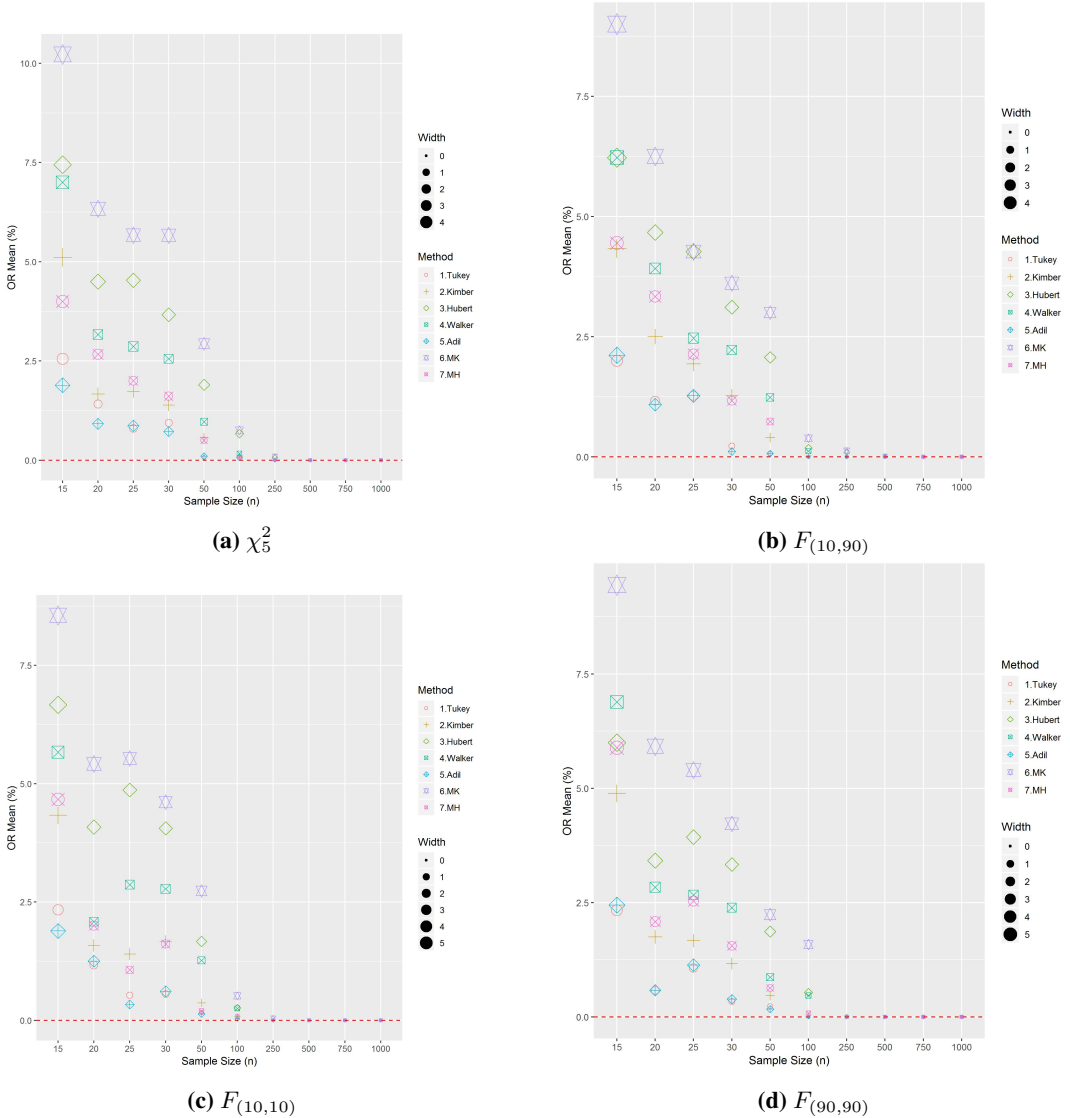 10.0
7.5
5.0
2.5
0.0
OR Mean (%)
15 20 25 30 50 100 250 500 750 1000
Sample Size (n)
Width
0
1
2
3
4
Method
1.Tukey
2.Kimber
3.Hubert
4.Walker
5.Adil
6.MK
7.MH
(a) χ²₅
7.5
5.0
2.5
0.0
OR Mean (%)
15 20 25 30 50 100 250 500 750 1000
Sample Size (n)
Width
0
1
2
3
4
Method
1.Tukey
2.Kimber
3.Hubert
4.Walker
5.Adil
6.MK
7.MH
(b) F(10,90)
7.5
5.0
2.5
0.0
OR Mean (%)
15 20 25 30 50 100 250 500 750 1000
Sample Size (n)
Method
1.Tukey
2.Kimber
3.Hubert
4.Walker
5.Adil
6.MK
7.MH
Width
0
1
2
3
4
5
(c) F(10,10)
7.5
5.0
2.5
0.0
OR Mean (%)
15 20 25 30 50 100 250 500 750 1000
Sample Size (n)
Method
1.Tukey
2.Kimber
3.Hubert
4.Walker
5.Adil
6.MK
7.MH
Width
0
1
2
3
4
5
(d) F(90,90)